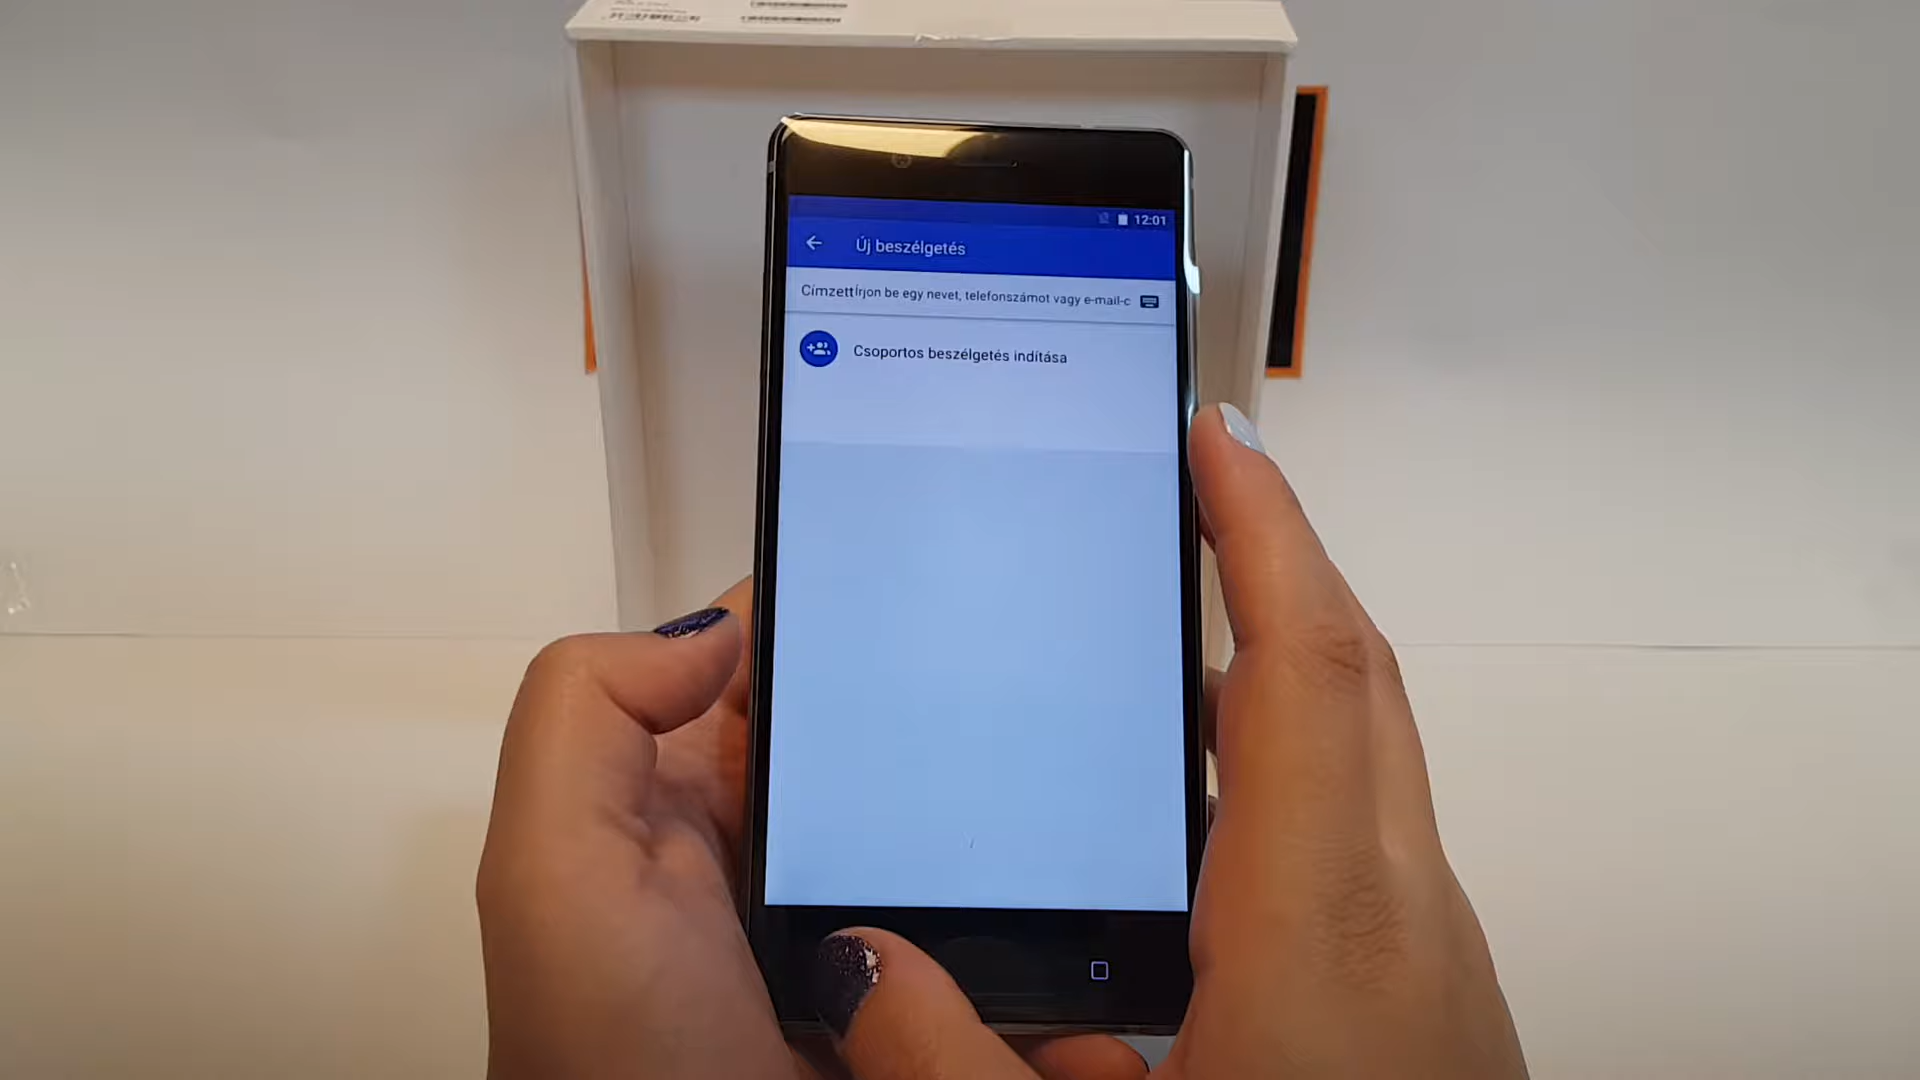 12:01
Új beszélgetés
Címzett Írjon be egy nevet, telefonszámot vagy e-mail-c
Csoportos beszélgetés indítása